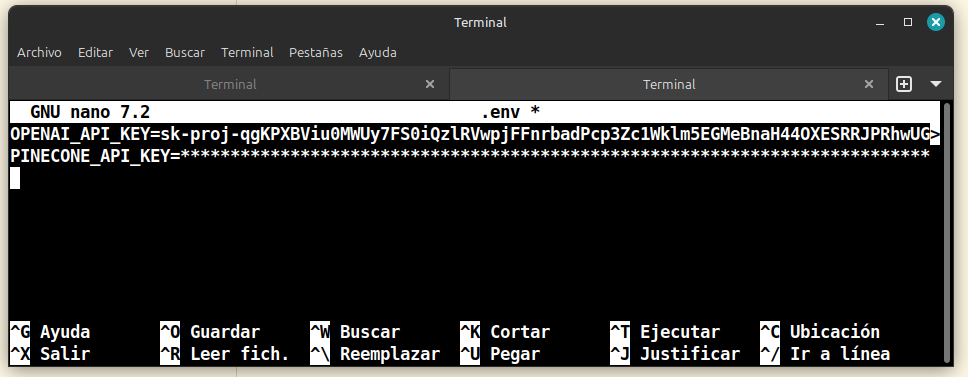 Terminal
Archivo Editar Ver Buscar Terminal Pestañas Ayuda
Terminal
Terminal
GNU nano 7.2 .env *
OPENAI_API_KEY=sk-proj-qgKPXBViu0MWUy7FS0iQzlRVwpjFFnrbadPcp3Zc1Wklm5EGMeBnaH44OXESRRJPRhwUG>
PINECONE_API_KEY=***************************************************************************
^G Ayuda ^O Guardar ^W Buscar ^K Cortar ^T Ejecutar ^C Ubicación
^X Salir ^R Leer fich. ^\ Reemplazar ^U Pegar ^J Justificar ^/ Ir a línea